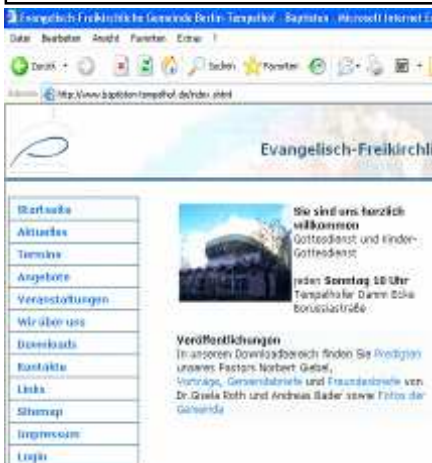 Evangelisch-Freikirchliche Gemeinde Berlin-Tempelhof - Baptisten - Microsoft Internet E
Datei Bearbeiten Ansicht Favoriten Extras ?
Zurück Suchen Favoriten
Adresse http://www.baptisten-tempelhof.de/index.shtml
Evangelisch-Freikirchli
Startseite
Aktuelles
Termine
Angebote
Veranstaltungen
Wir über uns
Downloads
Kontakte
Links
Sitemap
Impressum
Login
Sie sind uns herzlich
willkommen
Gottesdienst und Kinder-
Gottesdienst
jeden Sonntag 10 Uhr
Tempelhofer Damm Ecke
Borussiastraße
Veröffentlichungen
In unserem Downloadbereich finden Sie Predigten
unseres Pastors Norbert Giebel,
Vorträge, Gemeindebriefe und Freundesbriefe von
Dr. Gisela Roth und Andreas Bader sowie Fotos der
Gemeinde